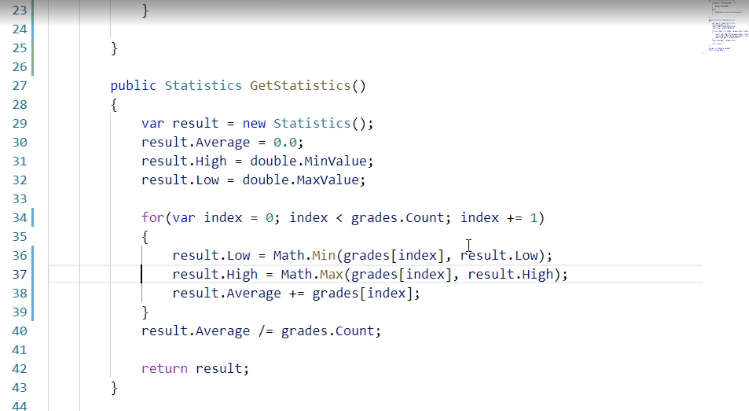 23 }
24
25 }
26
27 public Statistics GetStatistics()
28 {
29 var result = new Statistics();
30 result.Average = 0.0;
31 result.High = double.MinValue;
32 result.Low = double.MaxValue;
33
34 for(var index = 0; index < grades.Count; index += 1)
35 {
36 result.Low = Math.Min(grades[index], result.Low);
37 result.High = Math.Max(grades[index], result.High);
38 result.Average += grades[index];
39 }
40 result.Average /= grades.Count;
41
42 return result;
43 }
44